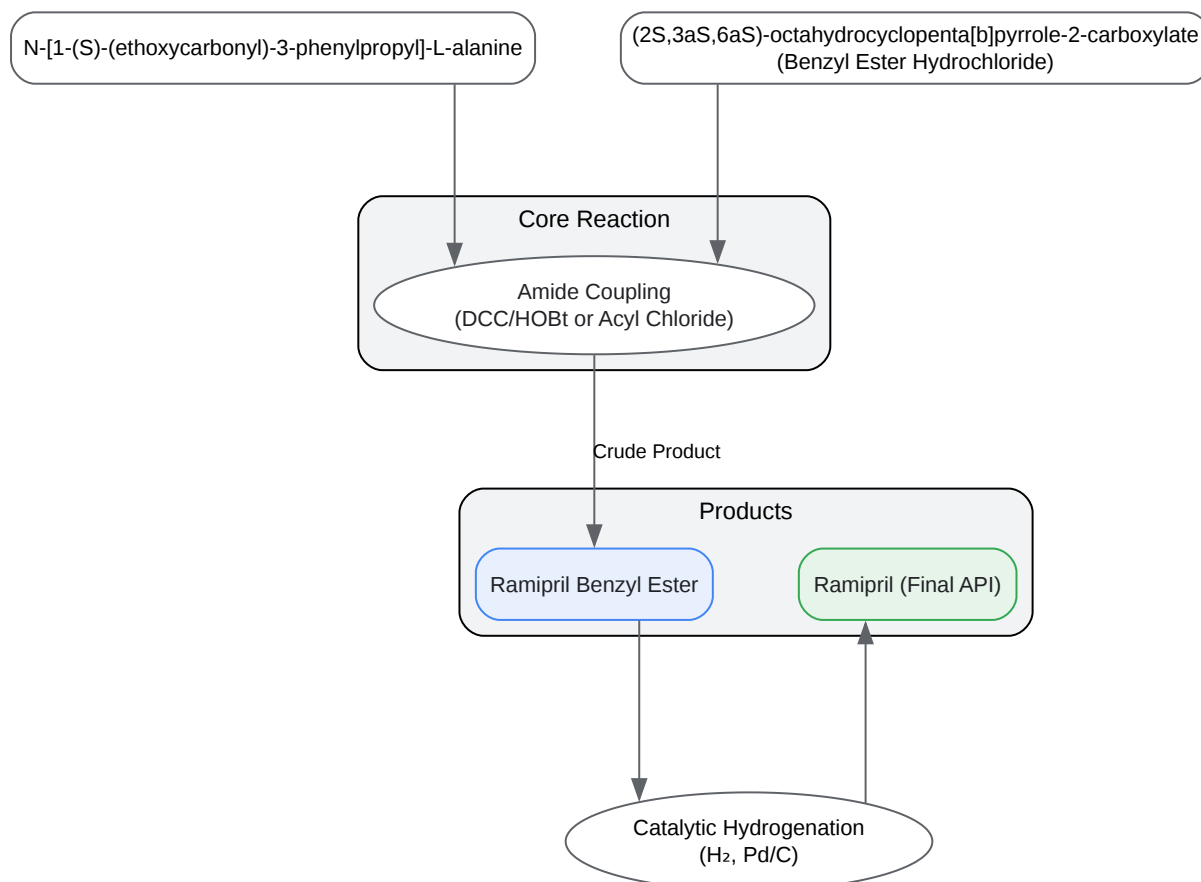 N-[1-(S)-(ethoxycarbonyl)-3-phenylpropyl]-L-alanine
(2S,3aS,6aS)-octahydrocyclopenta[b]pyrrole-2-carboxylate
(Benzyl Ester Hydrochloride)
Core Reaction
Amide Coupling
(DCC/HOBt or Acyl Chloride)
Crude Product
Products
Ramipril Benzyl Ester
Ramipril (Final API)
Catalytic Hydrogenation
(H₂, Pd/C)